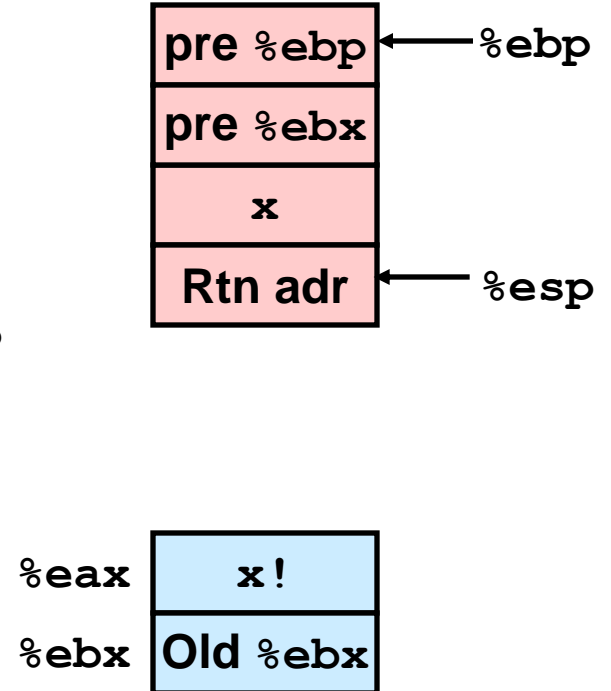 pre %ebp %ebp
pre %ebx
x
Rtn adr %esp
%eax x!
%ebx Old %ebx